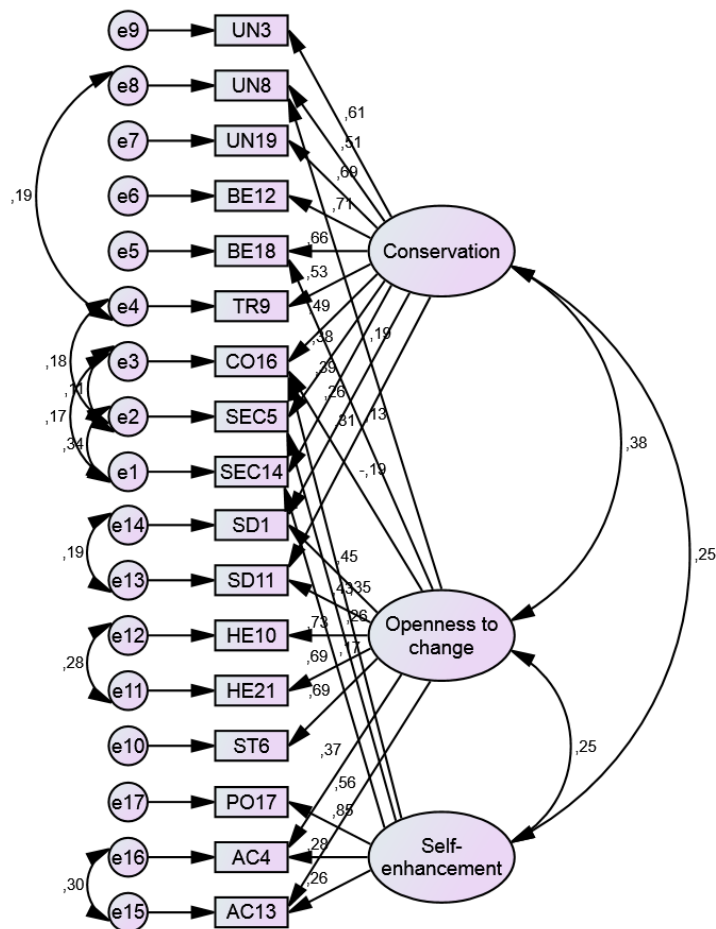 e9
UN3
e8
UN8
,61
e7
UN19
,51
,69
,19
e6
BE12
,71
e5
BE18
,66
Conservation
,53
e4
TR9
,49
,38
,19
,18
e3
CO16
,39
,11
,26
,17
e2
SEC5
,31
,13
,34
,38
e1
SEC14
-,19
e14
SD1
,19
,45
,25
e13
SD11
,43
,35
,26
,73
e12
HE10
,17
Openness to
change
,28
,69
e11
HE21
,69
e10
ST6
,37
,25
,56
e17
PO17
,85
e16
AC4
,28
Self-
enhancement
,30
,26
e15
AC13